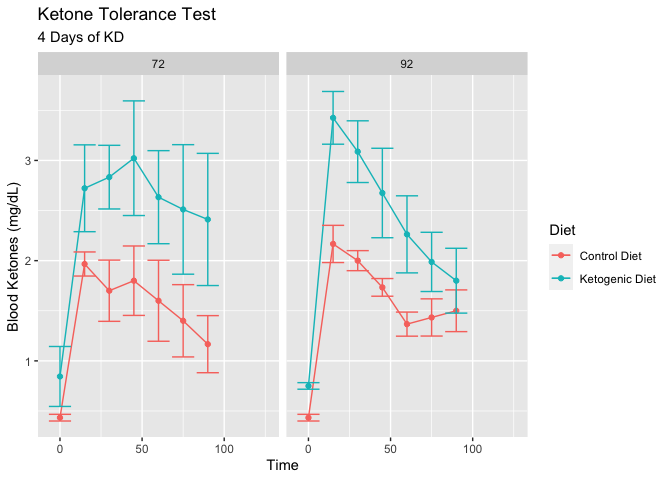 Ketone Tolerance Test
4 Days of KD
72
92
Blood Ketones (mg/dL)
3
2
1
0
50
100
0
50
100
Time
Diet
Control Diet
Ketogenic Diet